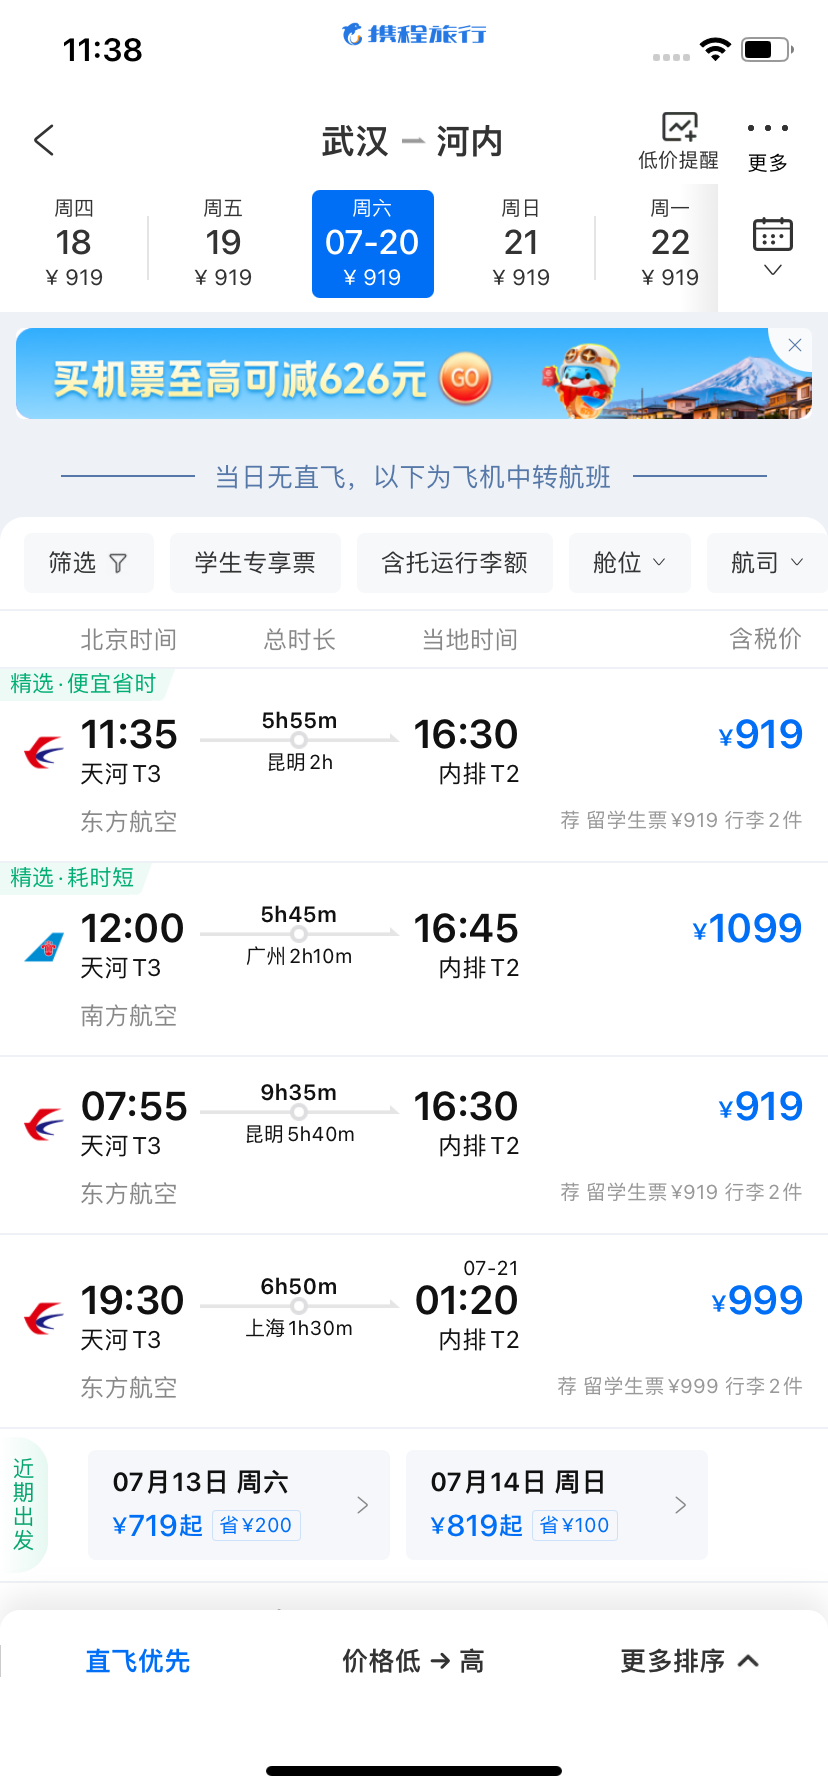 11:38
携程旅行
武汉 河内
低价提醒
更多
周四 周五 周六 周日 周一
18 19 07-20 21 22
¥ 919 ¥ 919 ¥ 919 ¥ 919 ¥ 919
买机票至高可减626元 GO
当日无直飞，以下为飞机中转航班
筛选 学生专享票 含托运行李额 舱位 航司
北京时间 总时长 当地时间 含税价
精选·便宜省时
11:35 5h55m 16:30 ¥919
天河T3 昆明2h 内排T2
东方航空 荐 留学生票¥919 行李2件
精选·耗时短
12:00 5h45m 16:45 ¥1099
天河T3 广州2h10m 内排T2
南方航空
07:55 9h35m 16:30 ¥919
天河T3 昆明5h40m 内排T2
东方航空 荐 留学生票¥919 行李2件
07-21
19:30 6h50m 01:20 ¥999
天河T3 上海1h30m 内排T2
东方航空 荐 留学生票¥999 行李2件
近期出发
07月13日 周六 07月14日 周日
¥719起 省¥200 ¥819起 省¥100
直飞优先 价格低→高 更多排序